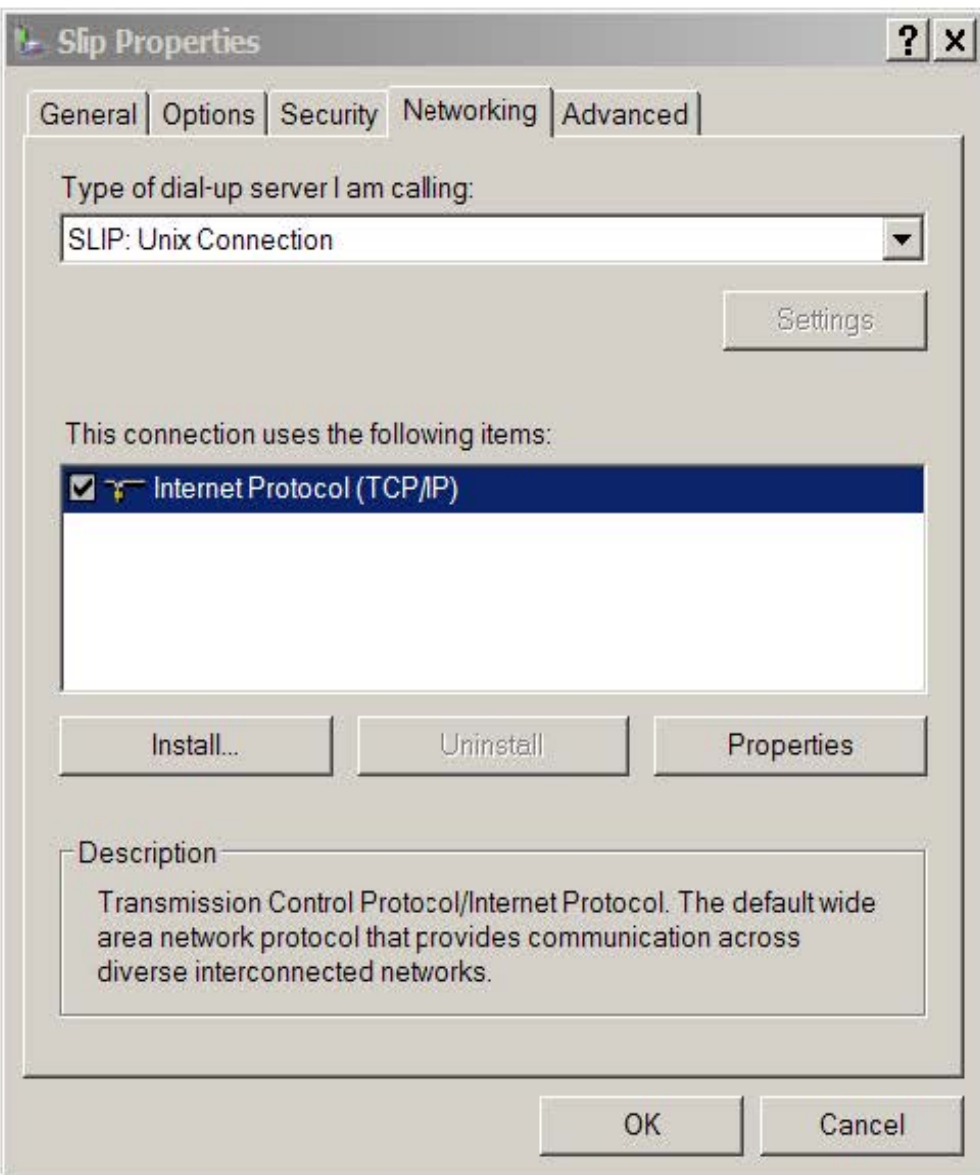 Slip Properties
?
General Options Security Networking Advanced
Type of dial-up server I am calling:
SLIP: Unix Connection
Settings
This connection uses the following items:
Internet Protocol (TCP/IP)
Install...
Uninstall
Properties
Description
Transmission Control Protocol/Internet Protocol. The default wide
area network protocol that provides communication across
diverse interconnected networks.
OK
Cancel